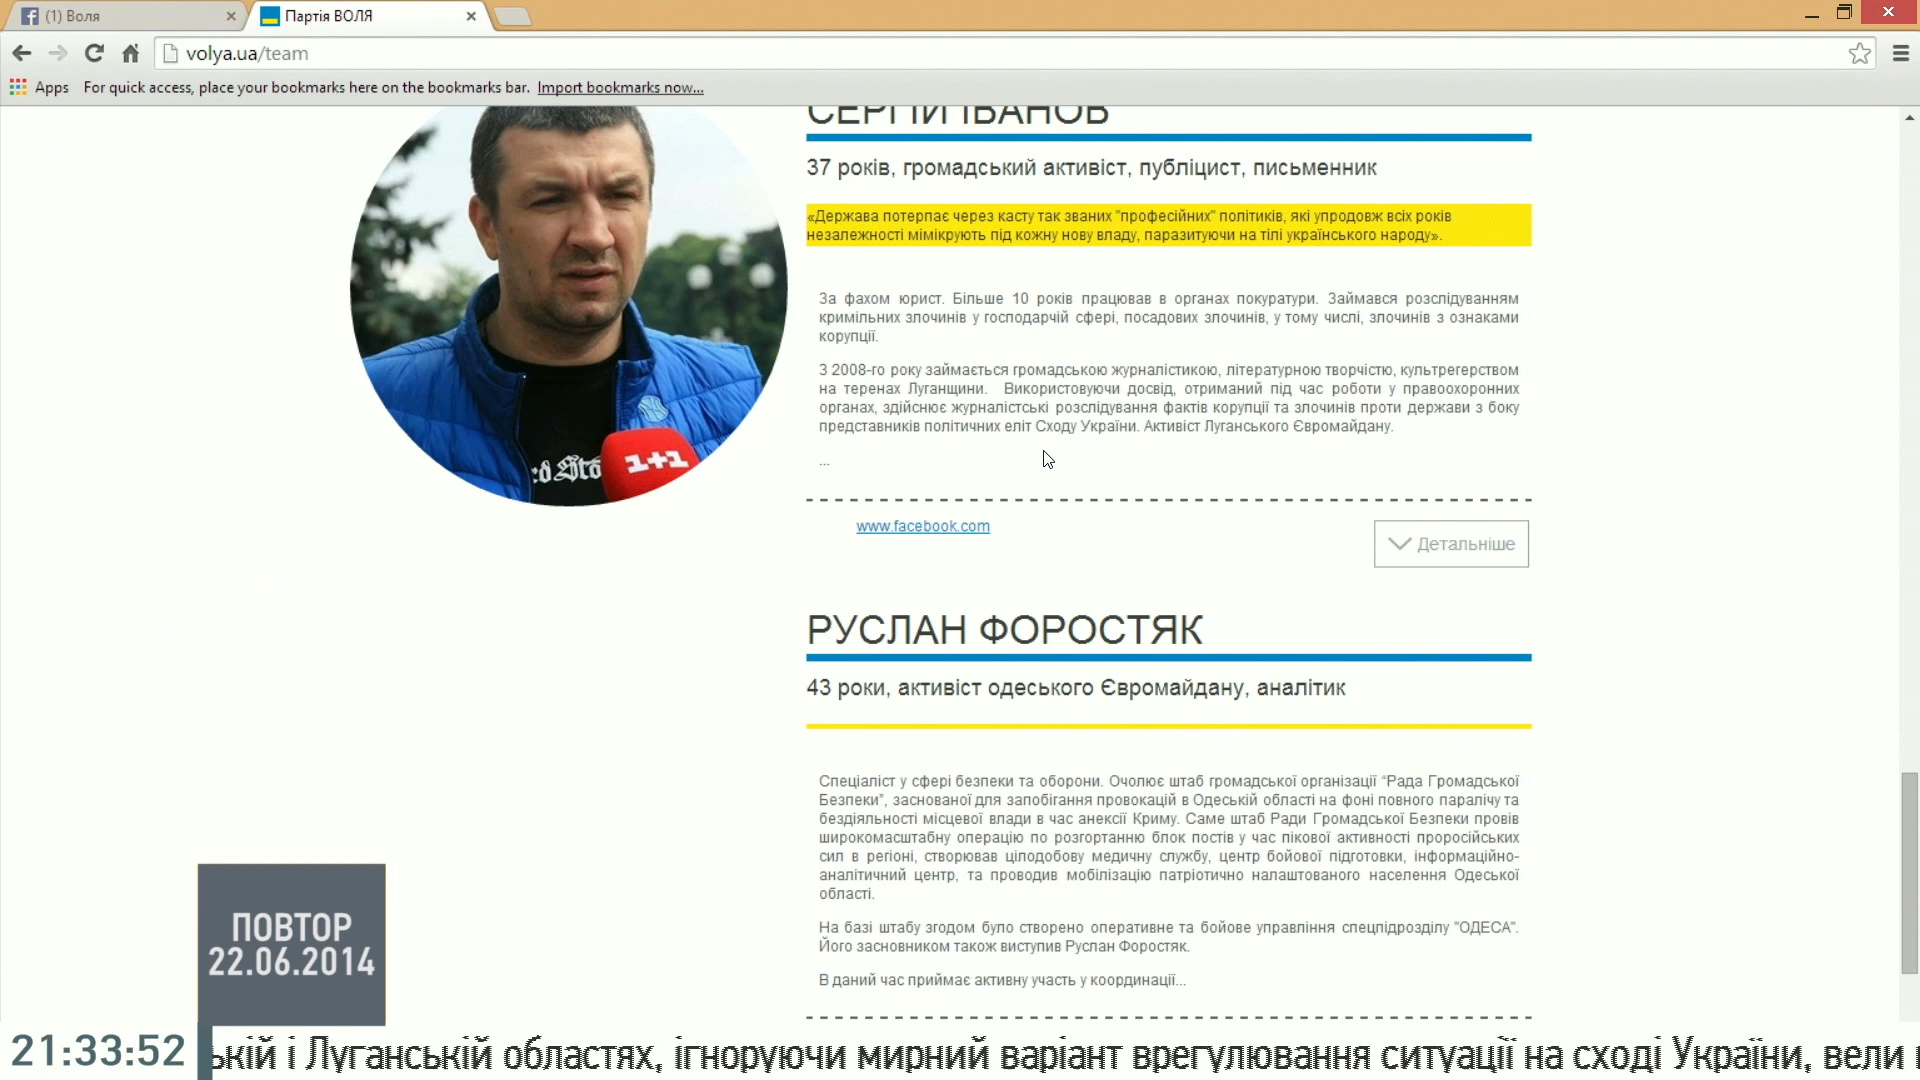 (1) Воля
Партія ВОЛЯ
volya.ua/team
Apps For quick access, place your bookmarks here on the bookmarks bar. Import bookmarks now...
СЕРГІЙ ІВАНОВ
37 років, громадський активіст, публіцист, письменник
«Держава потерпає через касту так званих "професійних" політиків, які упродовж всіх років
незалежності мімікрують під кожну нову владу, паразитуючи на тілі українського народу».
За фахом юрист. Більше 10 років працював в органах покуратури. Займався розслідуванням
кримільних злочинів у господарчій сфері, посадових злочинів, у тому числі, злочинів з ознаками
корупції.
З 2008-го року займається громадською журналістикою, літературною творчістю, культрегерством
на теренах Луганщини. Використовуючи досвід, отриманий під час роботи у правоохоронних
органах, здійснює журналістські розслідування фактів корупції та злочинів проти держави з боку
представників політичних еліт Сходу України. Активіст Луганського Євромайдану.
...
rd Sto
1+1
www.facebook.com
Детальніше
РУСЛАН ФОРОСТЯК
43 роки, активіст одеського Євромайдану, аналітик
Спеціаліст у сфері безпеки та оборони. Очолює штаб громадської організації “Рада Громадської
Безпеки”, заснованої для запобігання провокацій в Одеській області на фоні повного паралічу та
бездіяльності місцевої влади в час анексії Криму. Саме штаб Ради Громадської Безпеки провів
широкомасштабну операцію по розгортанню блок постів у час пікової активності проросійських
сил в регіоні, створював цілодобову медичну службу, центр бойової підготовки, інформаційно-
аналітичний центр, та проводив мобілізацію патріотично налаштованого населення Одеської
області.
На базі штабу згодом було створено оперативне та бойове управління спецпідрозділу "ОДЕСА".
Його засновником також виступив Руслан Форостяк.
В даний час приймає активну участь у координації...
ПОВТОР
22.06.2014
21:33:52
ькій і Луганській областях, ігноруючи мирний варіант врегулювання ситуації на сході України, вели